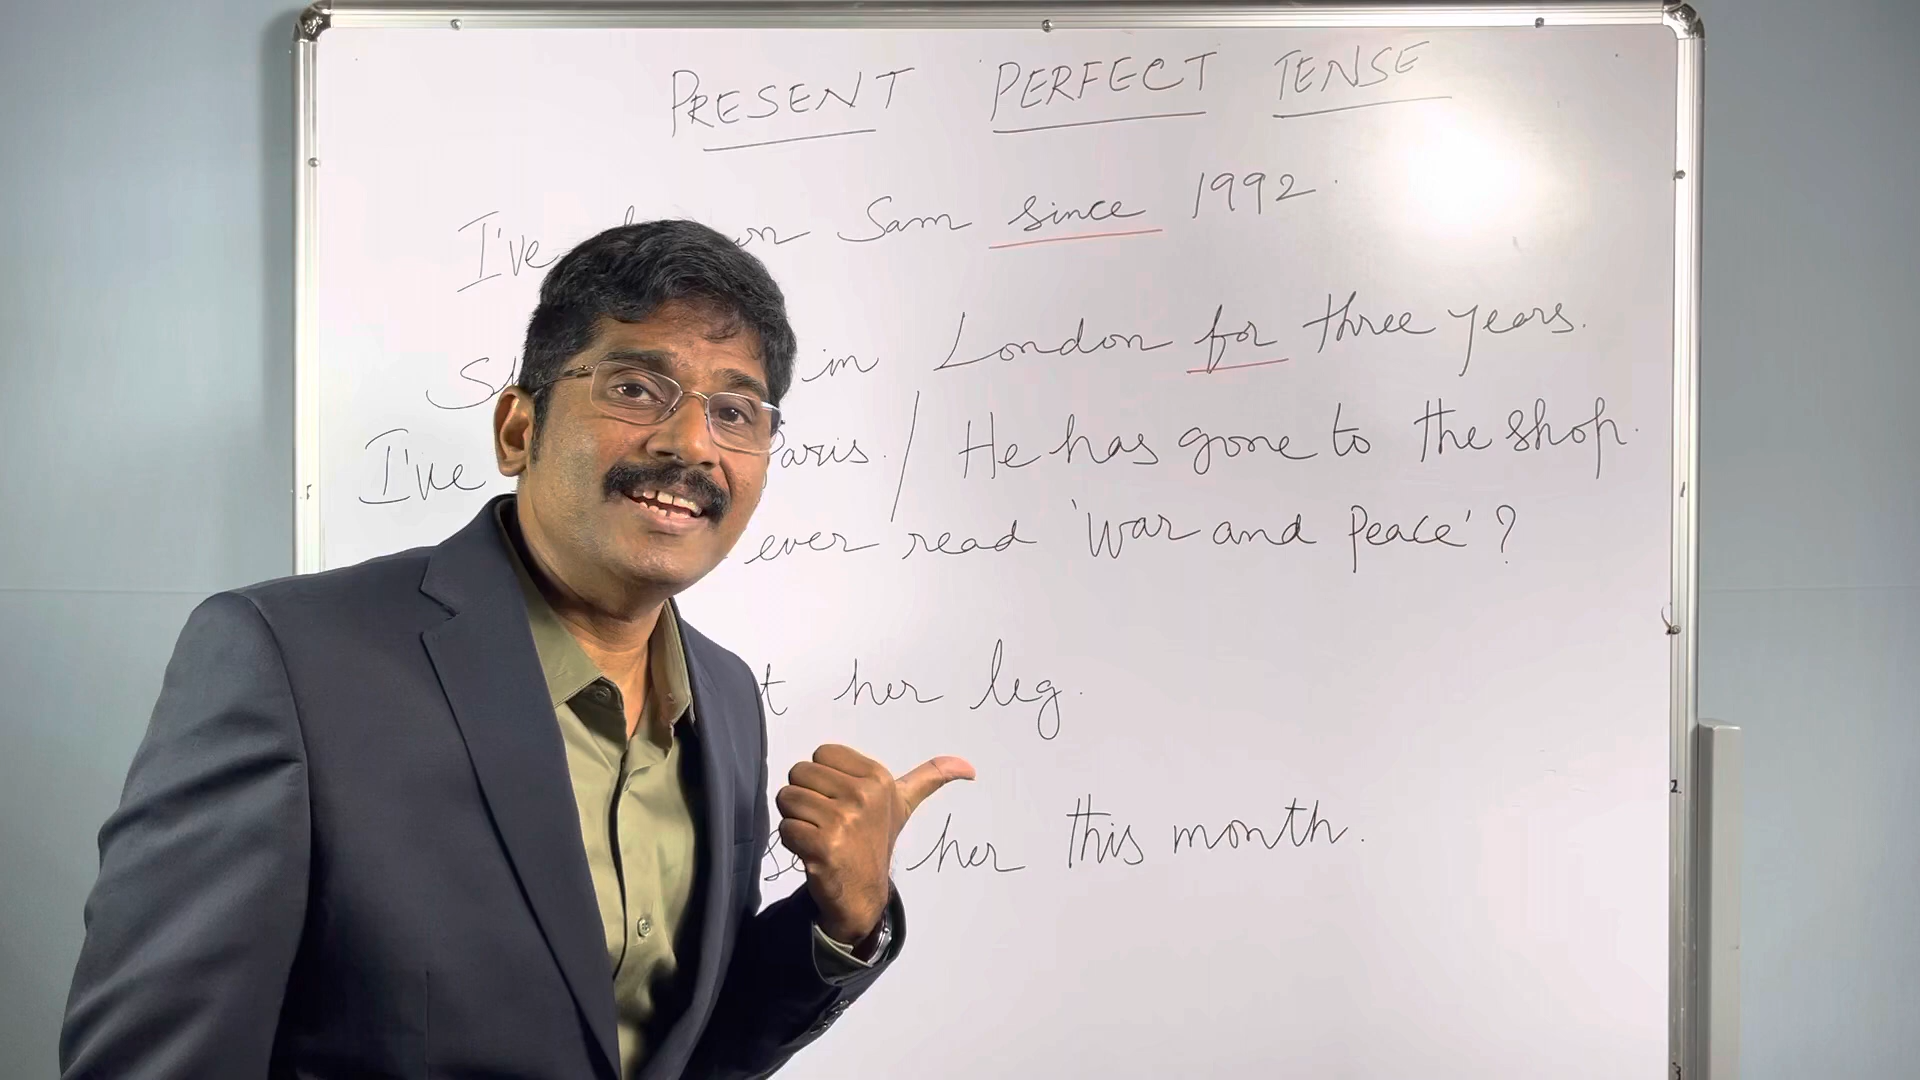 PRESENT PERFECT TENSE
I've Sam since 1992.
in London for three years.
I've Paris. / He has gone to the shop.
ever read 'War and Peace'?
her leg.
her this month.